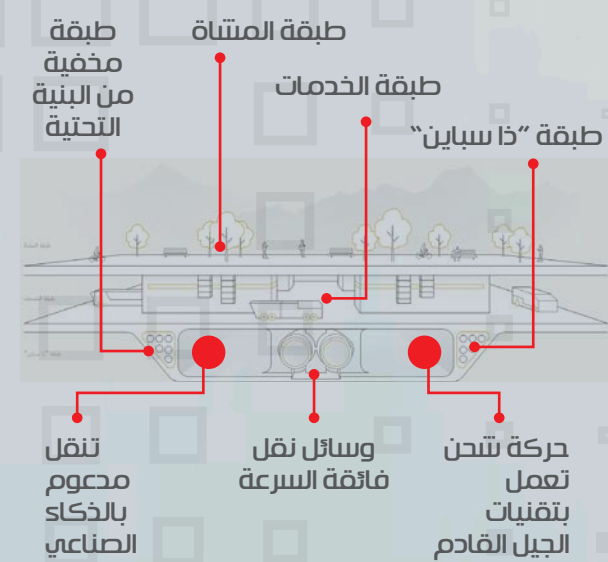 طبقة المشاة
طبقة
مخفية
من البنية
التحتية
طبقة الخدمات
طبقة "ذا سباين"
حركة شحن
تعمل
بتقنيات
الجيل القادم
وسائل نقل
فائقة السرعة
تنقل
مدعوم
بالذكاء
الصناعي